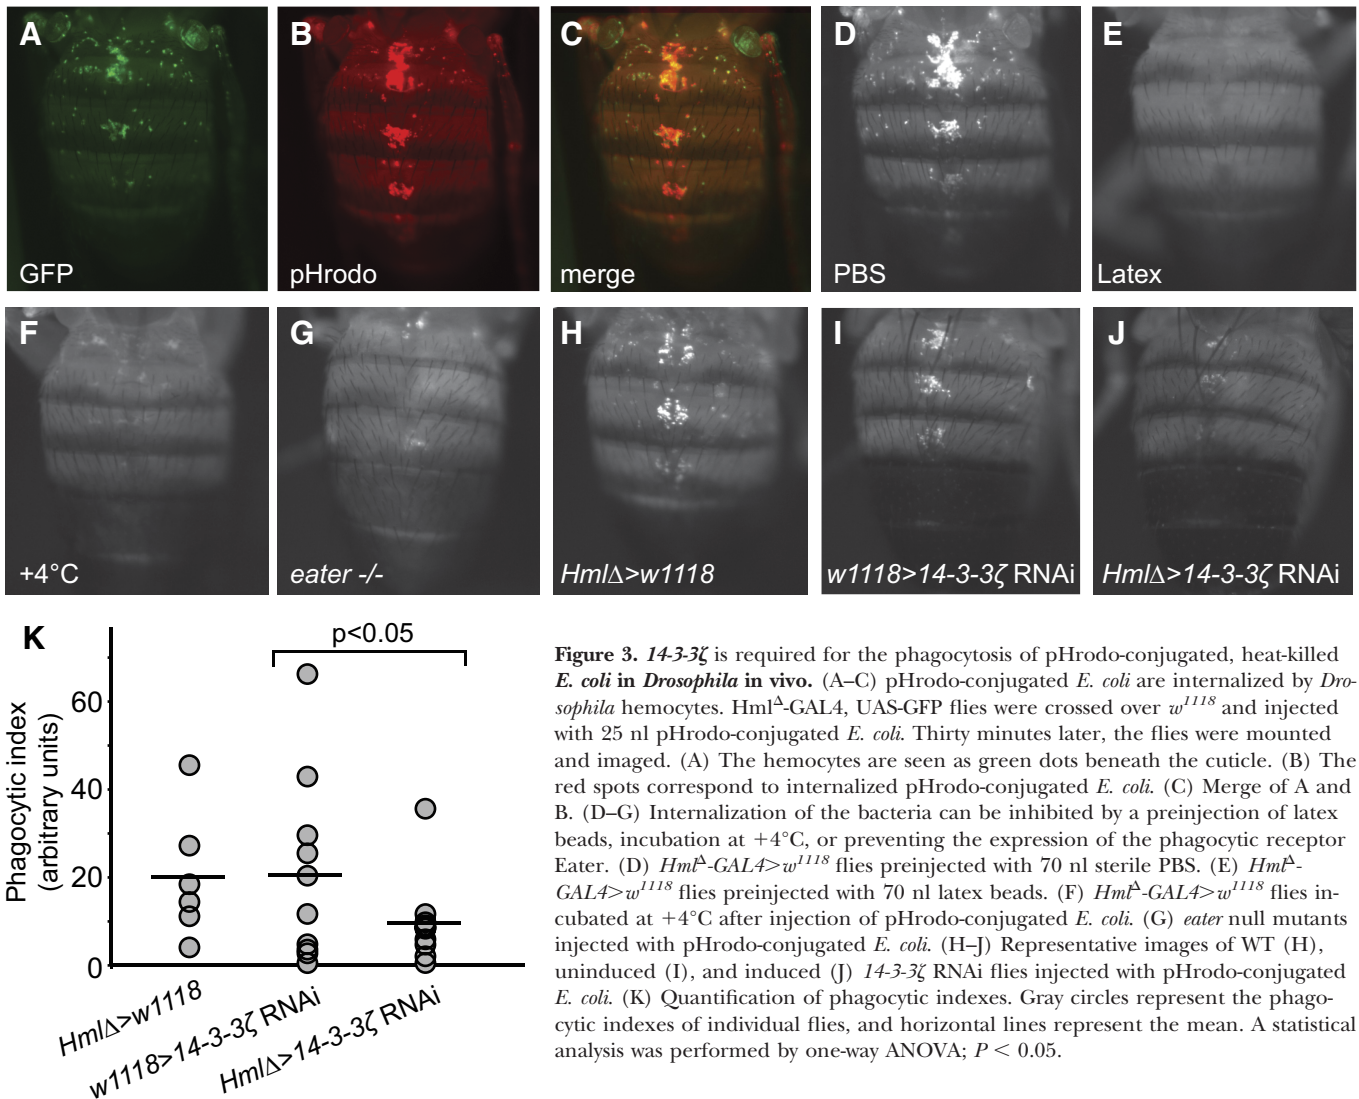 A
B
C
D
E
GFP
pHrodo
merge
PBS
Latex
F
G
H
I
J
+4°C
eater -/-
HmlΔ>w1118
w1118>14-3-3ζ RNAi
HmlΔ>14-3-3ζ RNAi
K
p<0.05
Phagocytic index
(arbitrary units)
60
40
20
0
HmlΔ>w1118
w1118>14-3-3ζ RNAi
HmlΔ>14-3-3ζ RNAi
Figure 3. 14-3-3ζ is required for the phagocytosis of pHrodo-conjugated, heat-killed
E. coli in Drosophila in vivo. (A–C) pHrodo-conjugated E. coli are internalized by Dro-
sophila hemocytes. HmlΔ-GAL4, UAS-GFP flies were crossed over w1118 and injected
with 25 nl pHrodo-conjugated E. coli. Thirty minutes later, the flies were mounted
and imaged. (A) The hemocytes are seen as green dots beneath the cuticle. (B) The
red spots correspond to internalized pHrodo-conjugated E. coli. (C) Merge of A and
B. (D–G) Internalization of the bacteria can be inhibited by a preinjection of latex
beads, incubation at +4°C, or preventing the expression of the phagocytic receptor
Eater. (D) HmlΔ-GAL4>w1118 flies preinjected with 70 nl sterile PBS. (E) HmlΔ-
GAL4>w1118 flies preinjected with 70 nl latex beads. (F) HmlΔ-GAL4>w1118 flies in-
cubated at +4°C after injection of pHrodo-conjugated E. coli. (G) eater null mutants
injected with pHrodo-conjugated E. coli. (H–J) Representative images of WT (H),
uninduced (I), and induced (J) 14-3-3ζ RNAi flies injected with pHrodo-conjugated
E. coli. (K) Quantification of phagocytic indexes. Gray circles represent the phago-
cytic indexes of individual flies, and horizontal lines represent the mean. A statistical
analysis was performed by one-way ANOVA; P < 0.05.